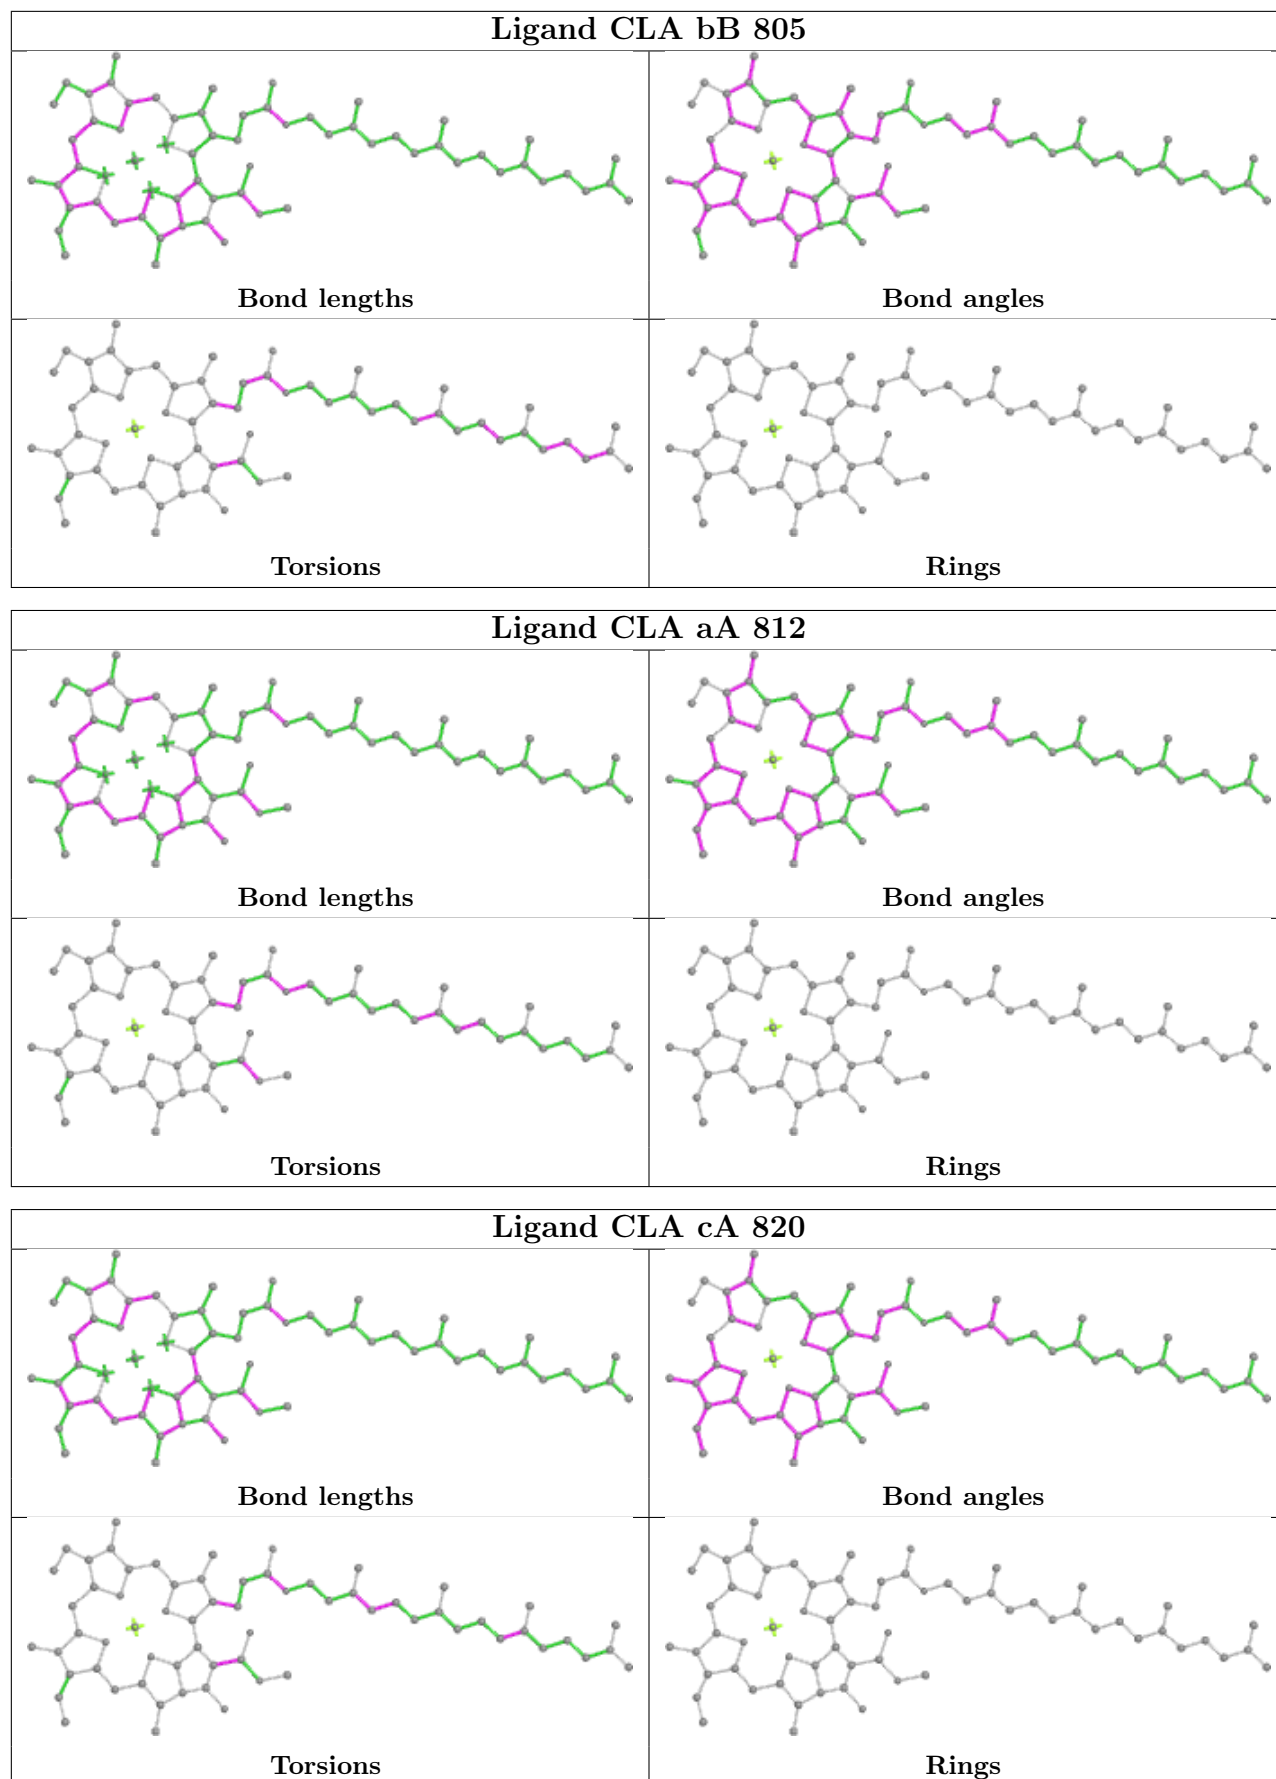 Ligand CLA bB 805
Bond lengths
Bond angles
Torsions
Rings
Ligand CLA aA 812
Bond lengths
Bond angles
Torsions
Rings
Ligand CLA cA 820
Bond lengths
Bond angles
Torsions
Rings